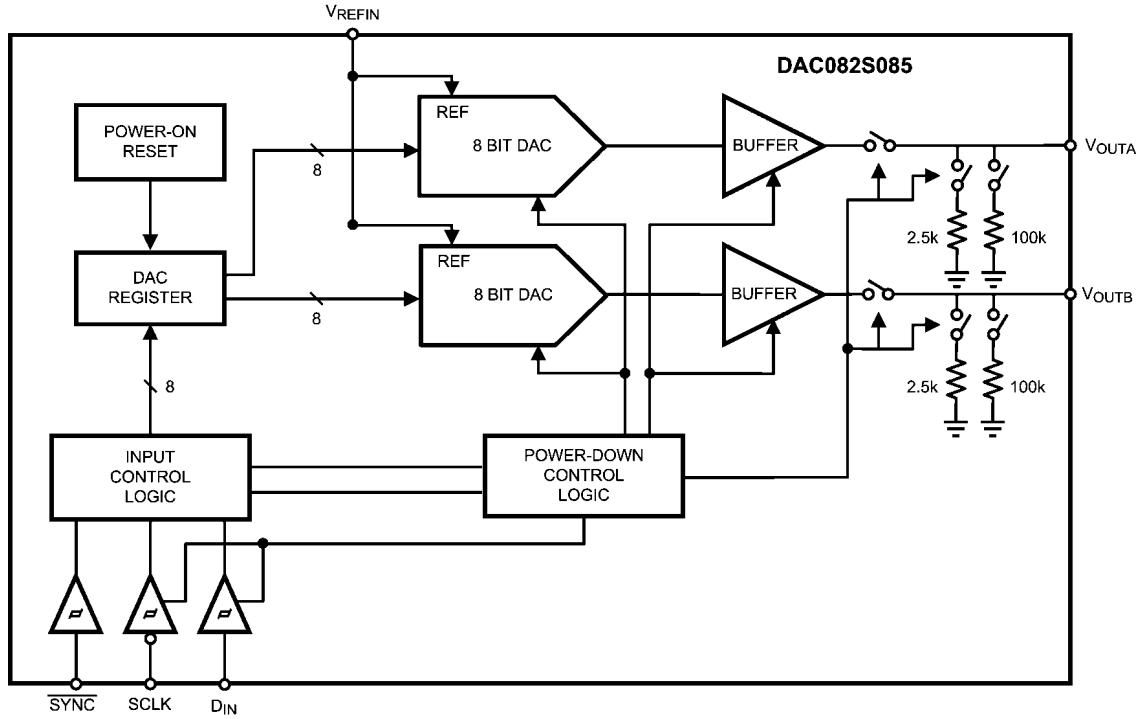 VREFIN
DAC082S085
POWER-ON
RESET
REF
8 BIT DAC
BUFFER
VOUTA
8
2.5k
100k
DAC
REGISTER
REF
8 BIT DAC
BUFFER
VOUTB
8
8
2.5k
100k
INPUT
CONTROL
LOGIC
POWER-DOWN
CONTROL
LOGIC
SYNC
SCLK
DIN